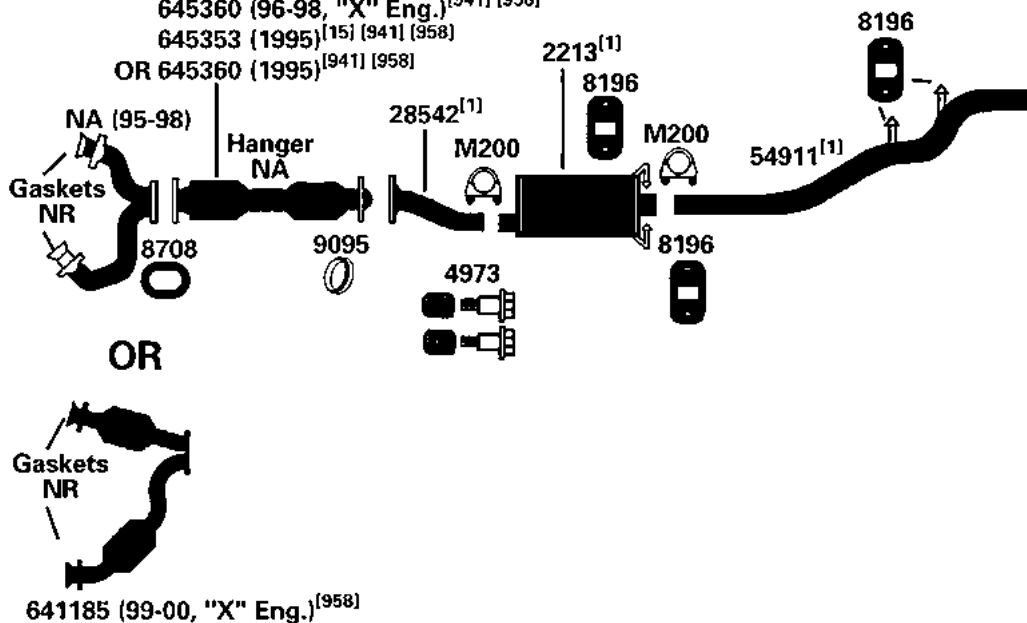 645360 (96-98, "X" Eng.)[941] [958]
645353 (1995)[15] [941] [958]
OR 645360 (1995)[941] [958]
NA (95-98)
Gaskets
NR
Hanger
NA
8708
9095
28542[1]
M200
4973
2213[1]
8196
M200
8196
54911[1]
8196
OR
Gaskets
NR
641185 (99-00, "X" Eng.)[958]